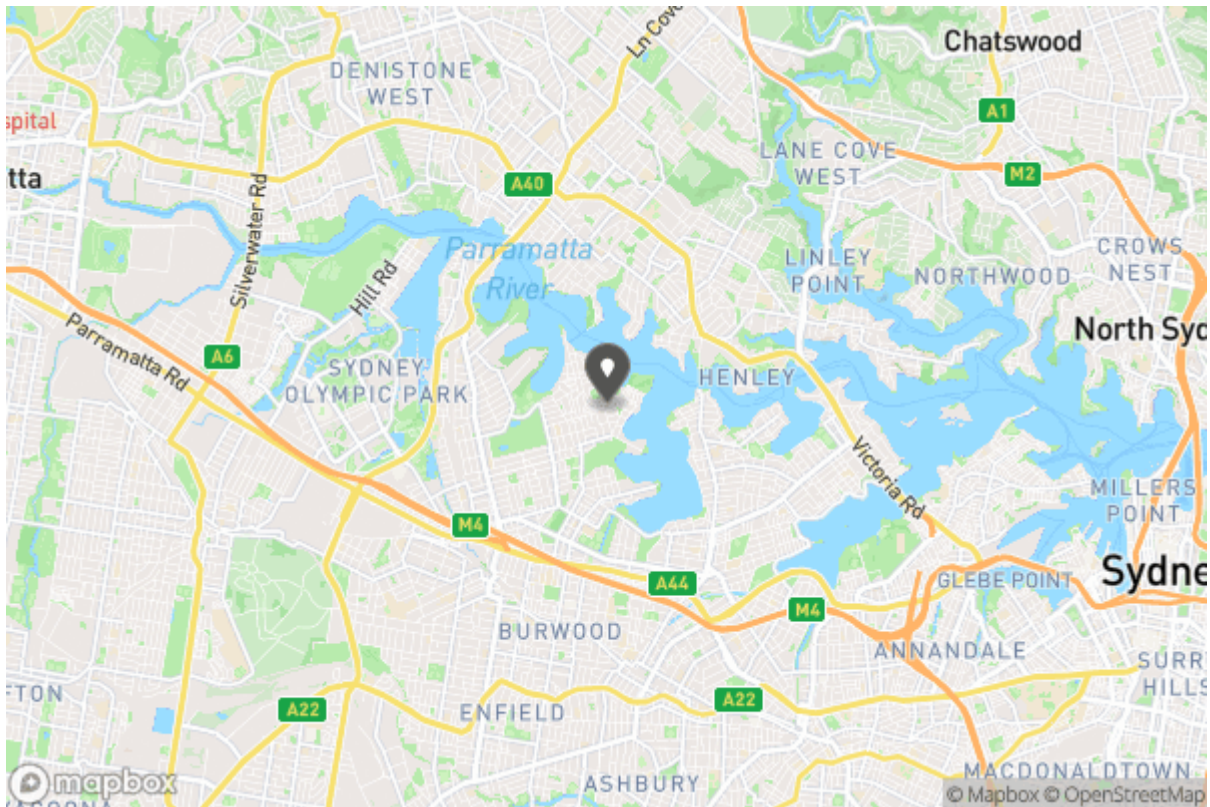 Chatswood
Ln Cove
DENISTONE
WEST
spital
A1
LANE COVE
WEST
M2
tta
A40
Silverwater Rd
Parramatta
River
Hill Rd
LINLEY
POINT
NORTHWOOD
CROWS
NEST
North Syd
Parramatta Rd
A6
SYDNEY
OLYMPIC PARK
HENLEY
Victoria Rd
MILLERS
POINT
M4
A44
GLEBE POINT
Sydne
M4
BURWOOD
ANNANDALE
SURR
HILLS
FTON
A22
ENFIELD
A22
ASHBURY
MACDONALDTOWN
mapbox
© Mapbox © OpenStreetMap